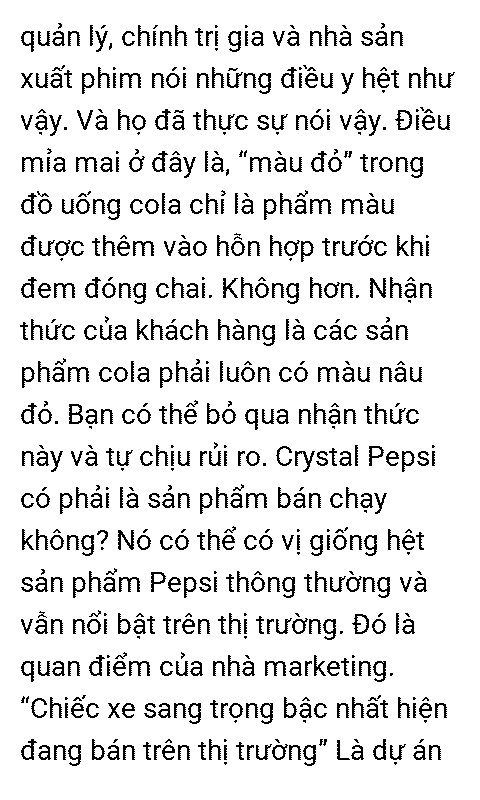 quản lý, chính trị gia và nhà sản
xuất phim nói những điều y hệt như
vậy. Và họ đã thực sự nói vậy. Điều
mỉa mai ở đây là, “màu đỏ” trong
đồ uống cola chỉ là phẩm màu
được thêm vào hỗn hợp trước khi
đem đóng chai. Không hơn. Nhận
thức của khách hàng là các sản
phẩm cola phải luôn có màu nâu
đỏ. Bạn có thể bỏ qua nhận thức
này và tự chịu rủi ro. Crystal Pepsi
có phải là sản phẩm bán chạy
không? Nó có thể có vị giống hệt
sản phẩm Pepsi thông thường và
vẫn nổi bật trên thị trường. Đó là
quan điểm của nhà marketing.
“Chiếc xe sang trọng bậc nhất hiện
đang bán trên thị trường” Là dự án